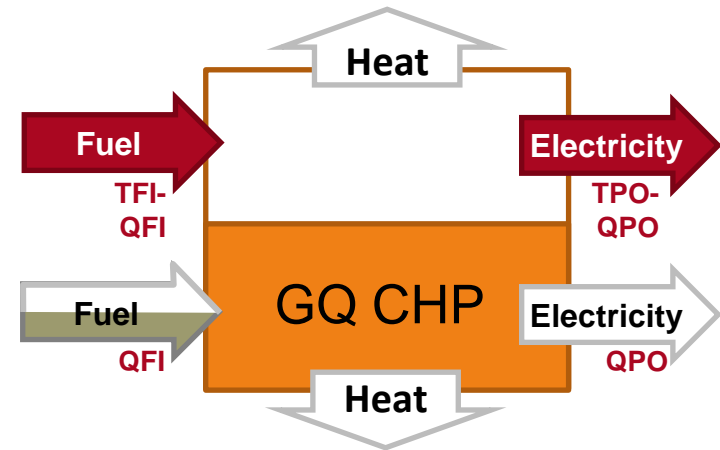 Heat
Fuel
Electricity
TFI-
QFI
TPO-
QPO
GQ CHP
Fuel
Electricity
QFI
QPO
Heat